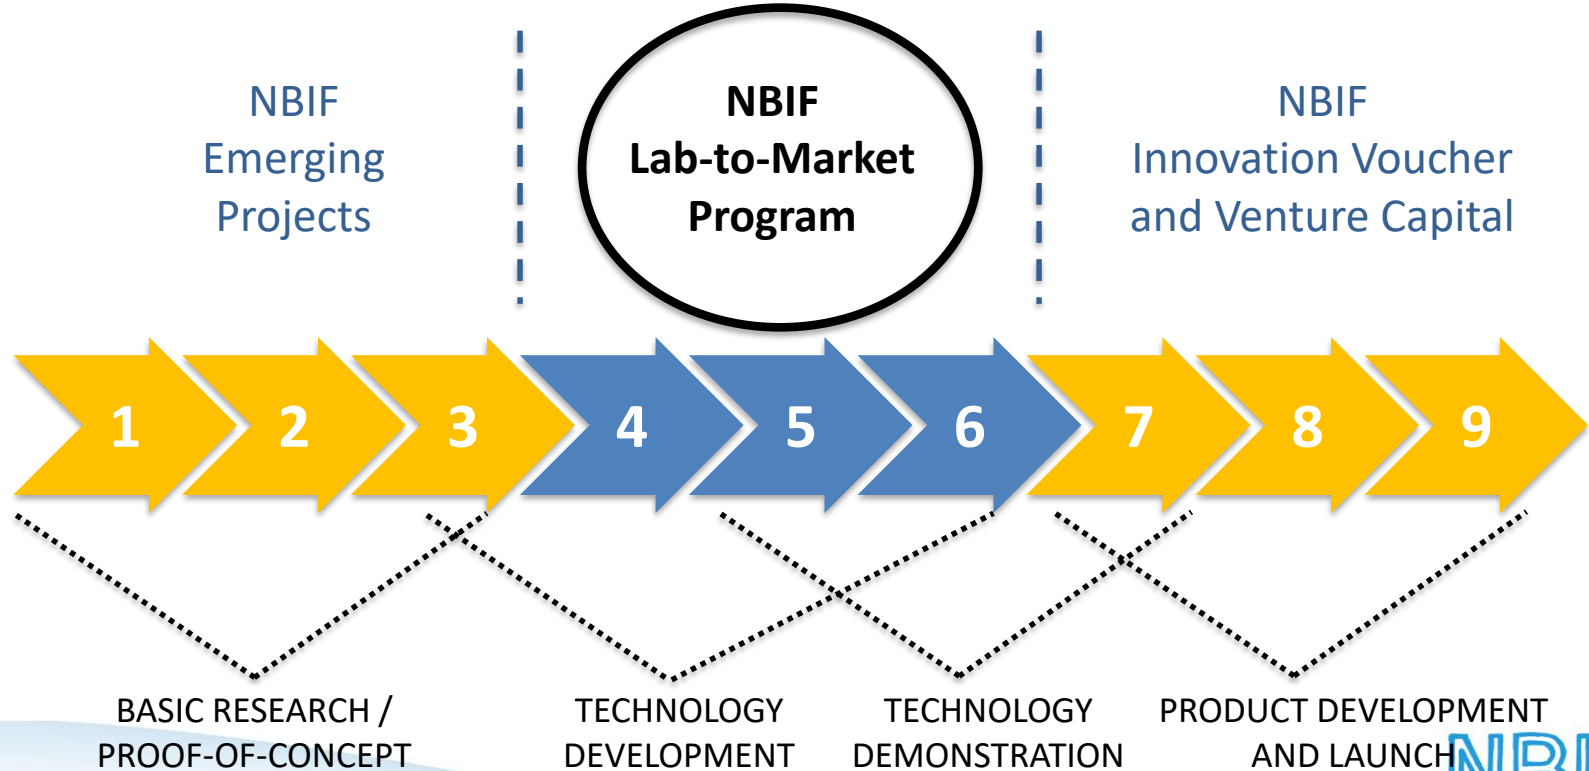 NBIF
Emerging
Projects
NBIF
Lab-to-Market
Program
NBIF
Innovation Voucher
and Venture Capital
1 2 3 4 5 6 7 8 9
BASIC RESEARCH /
PROOF-OF-CONCEPT
TECHNOLOGY
DEVELOPMENT
TECHNOLOGY
DEMONSTRATION
PRODUCT DEVELOPMENT
AND LAUNCH